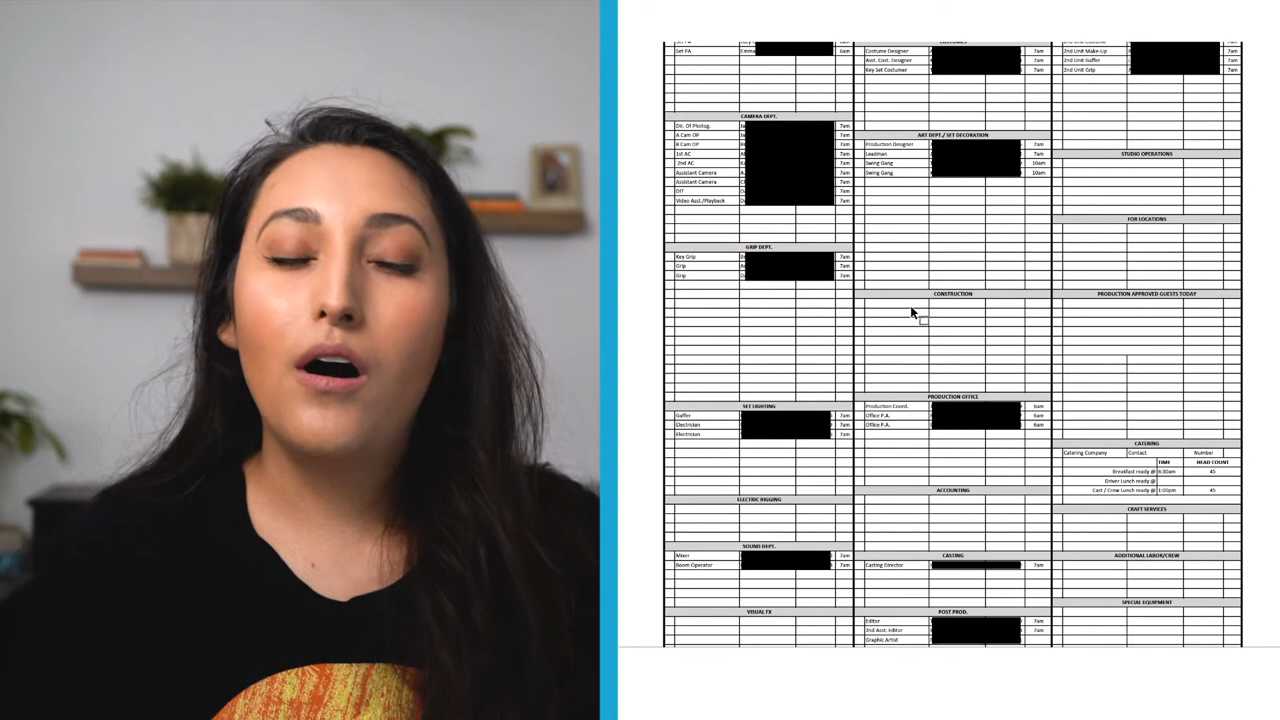 Set PA Emma 6am
CAMERA DEPT.
Dir. Of Photog. 7am
A Cam OP 7am
B Cam OP 7am
1st AC 7am
2nd AC 7am
Assistant Camera 7am
Assistant Camera 7am
DIT 7am
Video Asst./Playback 7am
GRIP DEPT.
Key Grip 7am
Grip 7am
Grip 7am
SET LIGHTING
Gaffer 7am
Electrician 7am
Electrician 7am
ELECTRIC RIGGING
SOUND DEPT.
Mixer 7am
Boom Operator 7am
VISUAL FX
Costume Designer 7am
Asst. Cost. Designer 7am
Key Set Costumer 7am
ART DEPT./ SET DECORATION
Production Designer 7am
Leadman 7am
Swing Gang 10am
Swing Gang 10am
CONSTRUCTION
PRODUCTION OFFICE
Production Coord. 6am
Office P.A. 6am
Office P.A. 6am
ACCOUNTING
CASTING
Casting Director 7am
POST PROD.
Editor 7am
2nd Asst. Editor 7am
Graphic Artist
2nd Unit Make-Up 7am
2nd Unit Gaffer 7am
2nd Unit Grip 7am
STUDIO OPERATIONS
FOR LOCATIONS
PRODUCTION APPROVED GUESTS TODAY
CATERING
Catering Company Contact Number
TIME HEAD COUNT
Breakfast ready @ 6:30am 45
Driver Lunch ready @
Cast / Crew Lunch ready @ 1:00pm 45
CRAFT SERVICES
ADDITIONAL LABOR/CREW
SPECIAL EQUIPMENT